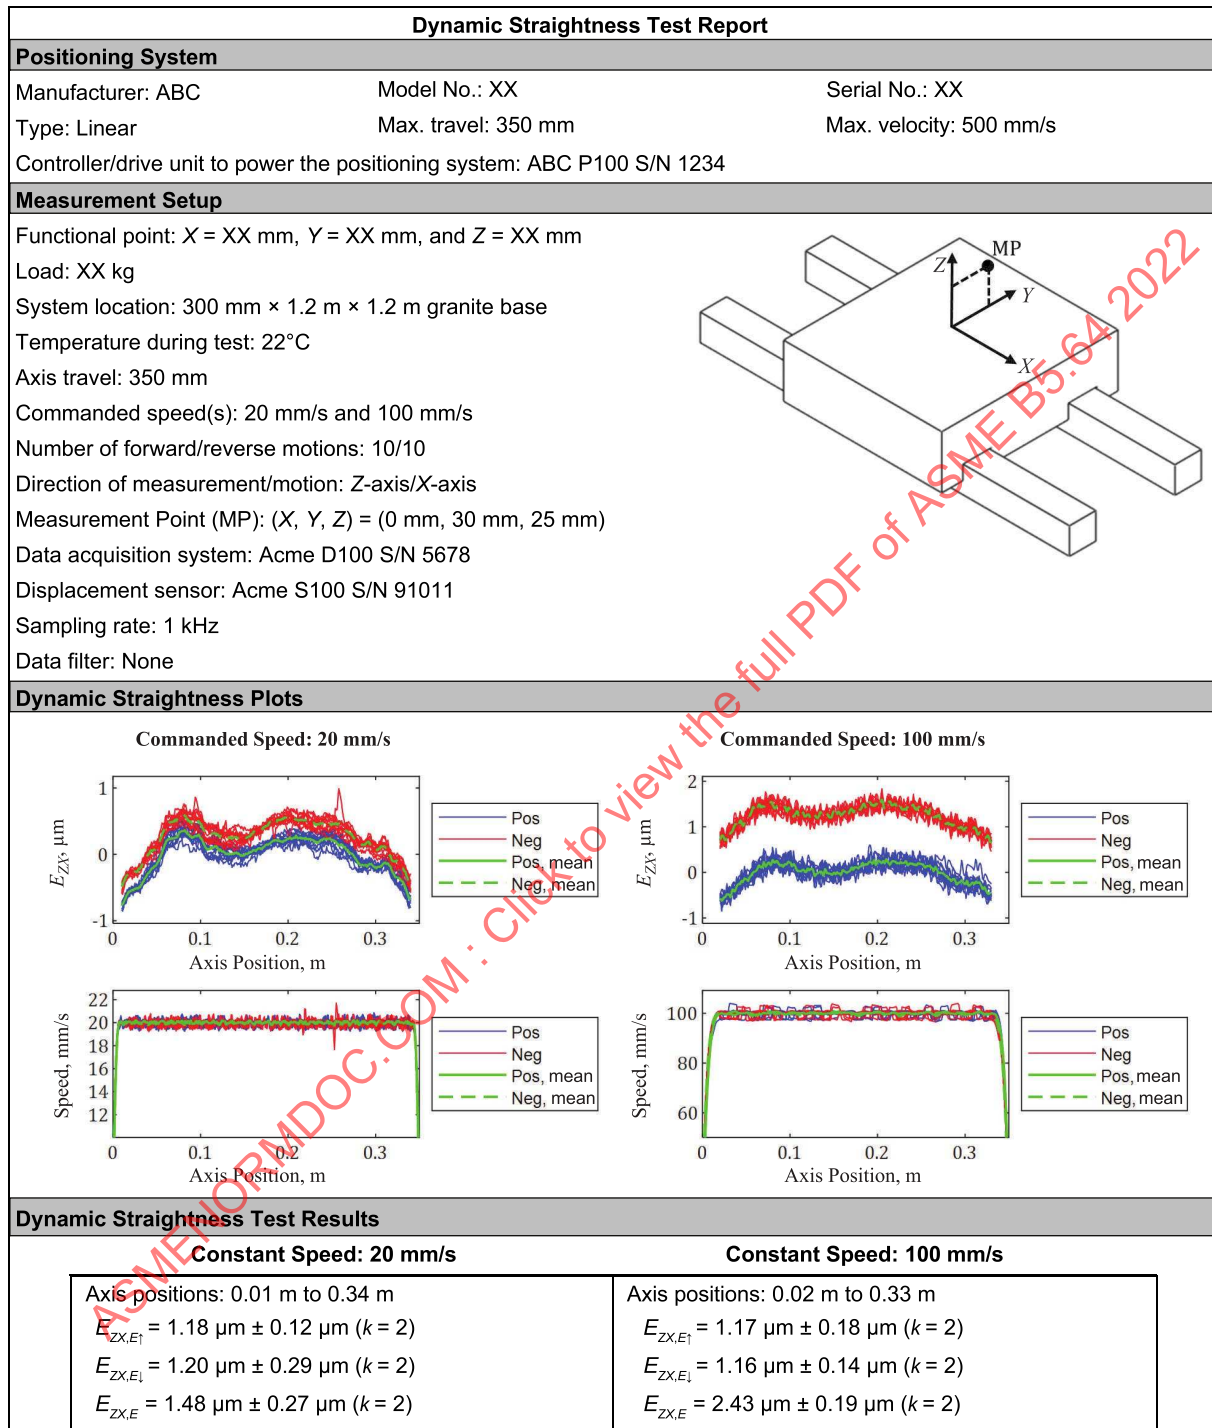 Dynamic Straightness Test Report
Positioning System
Manufacturer: ABC Model No.: XX Serial No.: XX
Type: Linear Max. travel: 350 mm Max. velocity: 500 mm/s
Controller/drive unit to power the positioning system: ABC P100 S/N 1234
Measurement Setup
Functional point: X = XX mm, Y = XX mm, and Z = XX mm
Load: XX kg
System location: 300 mm × 1.2 m × 1.2 m granite base
Temperature during test: 22°C
Axis travel: 350 mm
Commanded speed(s): 20 mm/s and 100 mm/s
Number of forward/reverse motions: 10/10
Direction of measurement/motion: Z-axis/X-axis
Measurement Point (MP): (X, Y, Z) = (0 mm, 30 mm, 25 mm)
Data acquisition system: Acme D100 S/N 5678
Displacement sensor: Acme S100 S/N 91011
Sampling rate: 1 kHz
Data filter: None
Z
MP
Y
X
Dynamic Straightness Plots
Commanded Speed: 20 mm/s
E_ZX, µm
1
0
-1
0 0.1 0.2 0.3
Axis Position, m
Pos
Neg
Pos, mean
Neg, mean
Commanded Speed: 100 mm/s
E_ZX, µm
2
1
0
-1
0 0.1 0.2 0.3
Axis Position, m
Pos
Neg
Pos, mean
Neg, mean
Speed, mm/s
22
20
18
16
14
12
0 0.1 0.2 0.3
Axis Position, m
Pos
Neg
Pos, mean
Neg, mean
Speed, mm/s
100
80
60
0 0.1 0.2 0.3
Axis Position, m
Pos
Neg
Pos, mean
Neg, mean
Dynamic Straightness Test Results
Constant Speed: 20 mm/s
Axis positions: 0.01 m to 0.34 m
E_ZX,E↑ = 1.18 µm ± 0.12 µm (k = 2)
E_ZX,E↓ = 1.20 µm ± 0.29 µm (k = 2)
E_ZX,E = 1.48 µm ± 0.27 µm (k = 2)
Constant Speed: 100 mm/s
Axis positions: 0.02 m to 0.33 m
E_ZX,E↑ = 1.17 µm ± 0.18 µm (k = 2)
E_ZX,E↓ = 1.16 µm ± 0.14 µm (k = 2)
E_ZX,E = 2.43 µm ± 0.19 µm (k = 2)
ASMENORMDOC.COM : Click to view the full PDF of ASME B5.64 2022